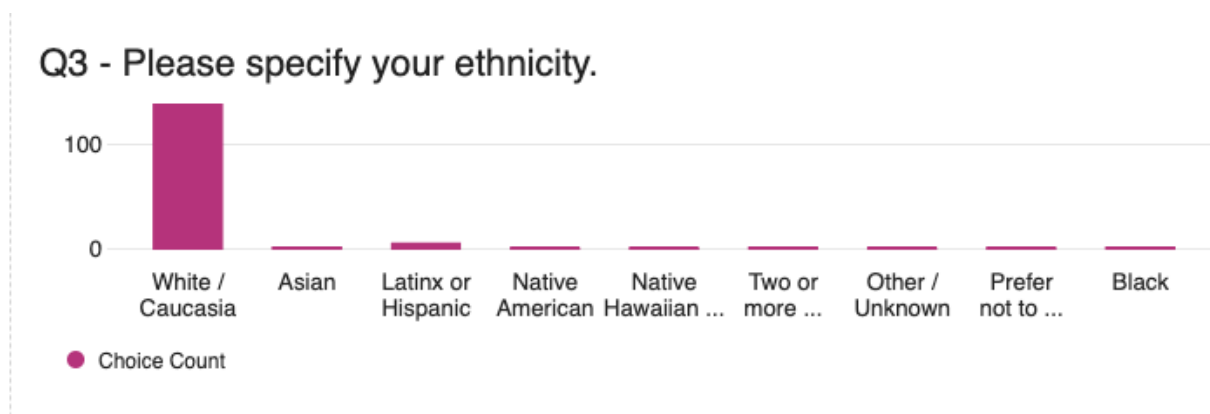 Q3 - Please specify your ethnicity.
100
0
White / Caucasia
Asian
Latinx or Hispanic
Native American
Native Hawaiian ...
Two or more ...
Other / Unknown
Prefer not to ...
Black
Choice Count